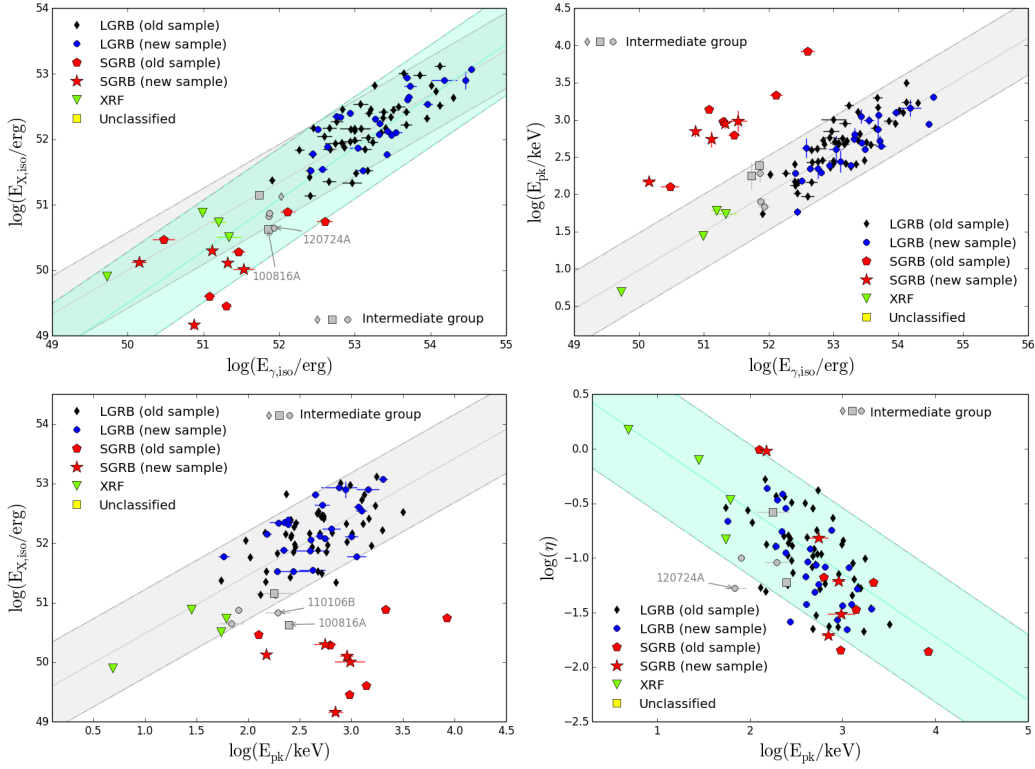 54
53
52
51
50
49
log(E_X,iso/erg)
LGRB (old sample)
LGRB (new sample)
SGRB (old sample)
SGRB (new sample)
XRF
Unclassified
120724A
100816A
Intermediate group
49 50 51 52 53 54 55
log(E_γ,iso/erg)
4.5
4.0
3.5
3.0
2.5
2.0
1.5
1.0
0.5
log(E_pk/keV)
Intermediate group
LGRB (old sample)
LGRB (new sample)
SGRB (old sample)
SGRB (new sample)
XRF
Unclassified
49 50 51 52 53 54 55 56
log(E_γ,iso/erg)
54
53
52
51
50
49
log(E_X,iso/erg)
LGRB (old sample)
LGRB (new sample)
SGRB (old sample)
SGRB (new sample)
XRF
Unclassified
Intermediate group
110106B
100816A
0.5 1.0 1.5 2.0 2.5 3.0 3.5 4.0 4.5
log(E_pk/keV)
0.5
0.0
−0.5
−1.0
−1.5
−2.0
−2.5
log(η)
Intermediate group
120724A
LGRB (old sample)
LGRB (new sample)
SGRB (old sample)
SGRB (new sample)
XRF
Unclassified
1 2 3 4 5
log(E_pk/keV)